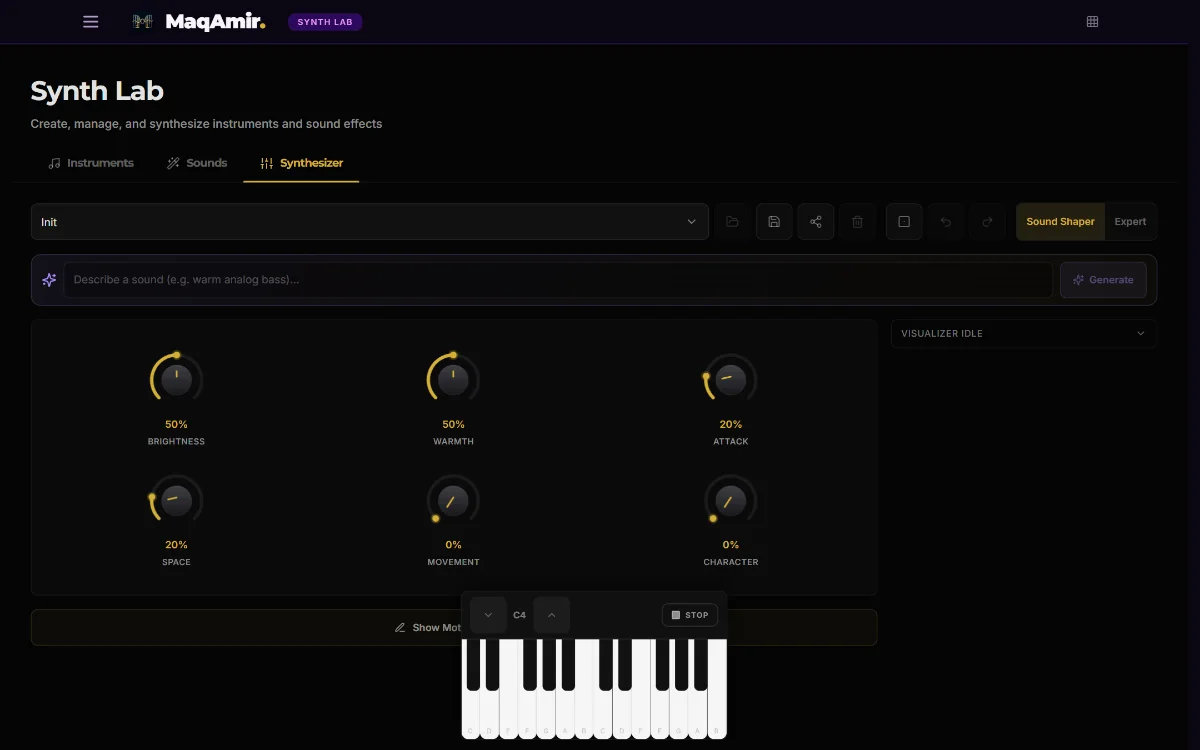 MaqAmir.
SYNTH LAB
Synth Lab
Create, manage, and synthesize instruments and sound effects
Instruments
Sounds
Synthesizer
Init
Sound Shaper
Expert
Describe a sound (e.g. warm analog bass)...
Generate
VISUALIZER IDLE
50%
BRIGHTNESS
50%
WARMTH
20%
ATTACK
20%
SPACE
0%
MOVEMENT
0%
CHARACTER
C4
STOP
Show Mot
C D E F G A B C D E F G A B